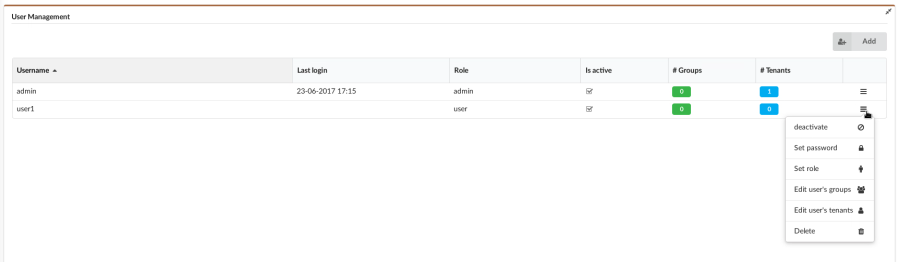 User Management
Add
Username Last login Role Is active # Groups # Tenants
admin 23-06-2017 17:15 admin 0 1
user1 user 0 0
deactivate
Set password
Set role
Edit user's groups
Edit user's tenants
Delete